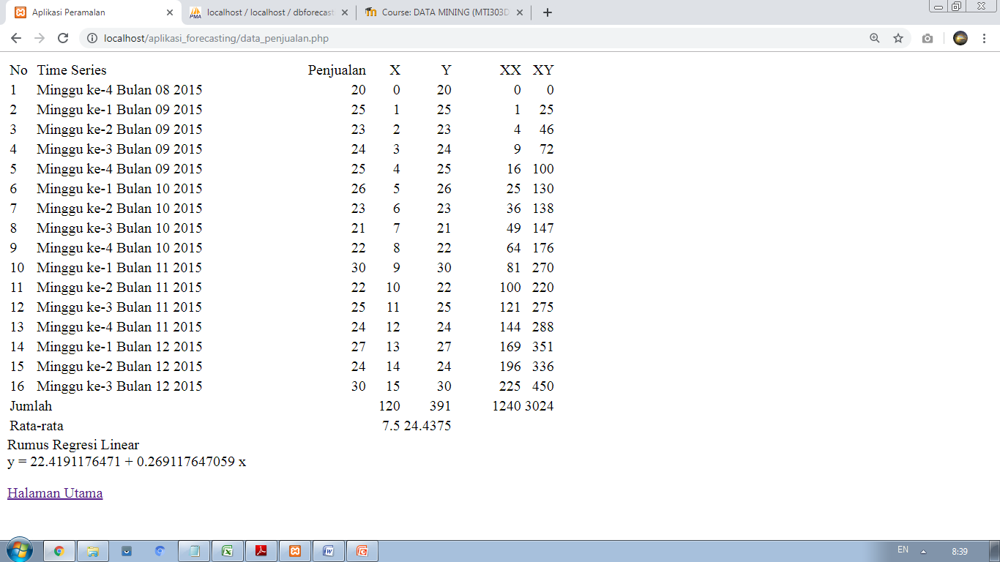 Aplikasi Peramalan
localhost / localhost / dbforecast
Course: DATA MINING (MTI303D
localhost/aplikasi_forecasting/data_penjualan.php
No Time Series Penjualan X Y XX XY
1 Minggu ke-4 Bulan 08 2015 20 0 20 0 0
2 Minggu ke-1 Bulan 09 2015 25 1 25 1 25
3 Minggu ke-2 Bulan 09 2015 23 2 23 4 46
4 Minggu ke-3 Bulan 09 2015 24 3 24 9 72
5 Minggu ke-4 Bulan 09 2015 25 4 25 16 100
6 Minggu ke-1 Bulan 10 2015 26 5 26 25 130
7 Minggu ke-2 Bulan 10 2015 23 6 23 36 138
8 Minggu ke-3 Bulan 10 2015 21 7 21 49 147
9 Minggu ke-4 Bulan 10 2015 22 8 22 64 176
10 Minggu ke-1 Bulan 11 2015 30 9 30 81 270
11 Minggu ke-2 Bulan 11 2015 22 10 22 100 220
12 Minggu ke-3 Bulan 11 2015 25 11 25 121 275
13 Minggu ke-4 Bulan 11 2015 24 12 24 144 288
14 Minggu ke-1 Bulan 12 2015 27 13 27 169 351
15 Minggu ke-2 Bulan 12 2015 24 14 24 196 336
16 Minggu ke-3 Bulan 12 2015 30 15 30 225 450
Jumlah 120 391 1240 3024
Rata-rata 7.5 24.4375
Rumus Regresi Linear
y = 22.4191176471 + 0.269117647059 x
Halaman Utama
EN 8:39